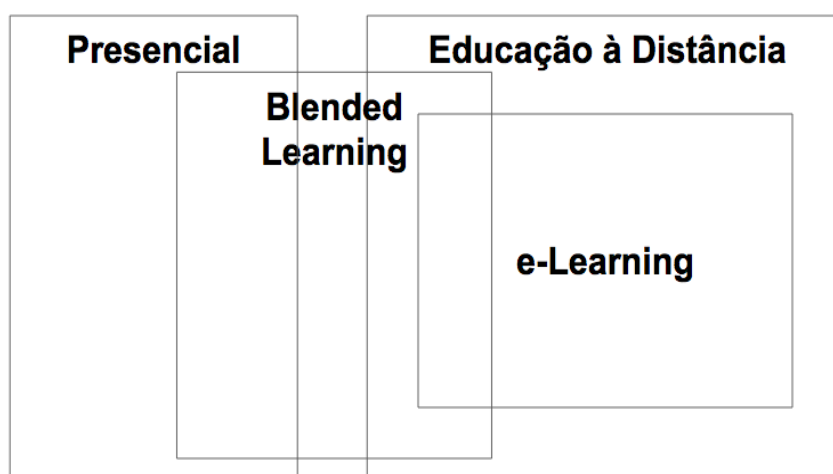 Presencial
Educação à Distância
Blended
Learning
e-Learning